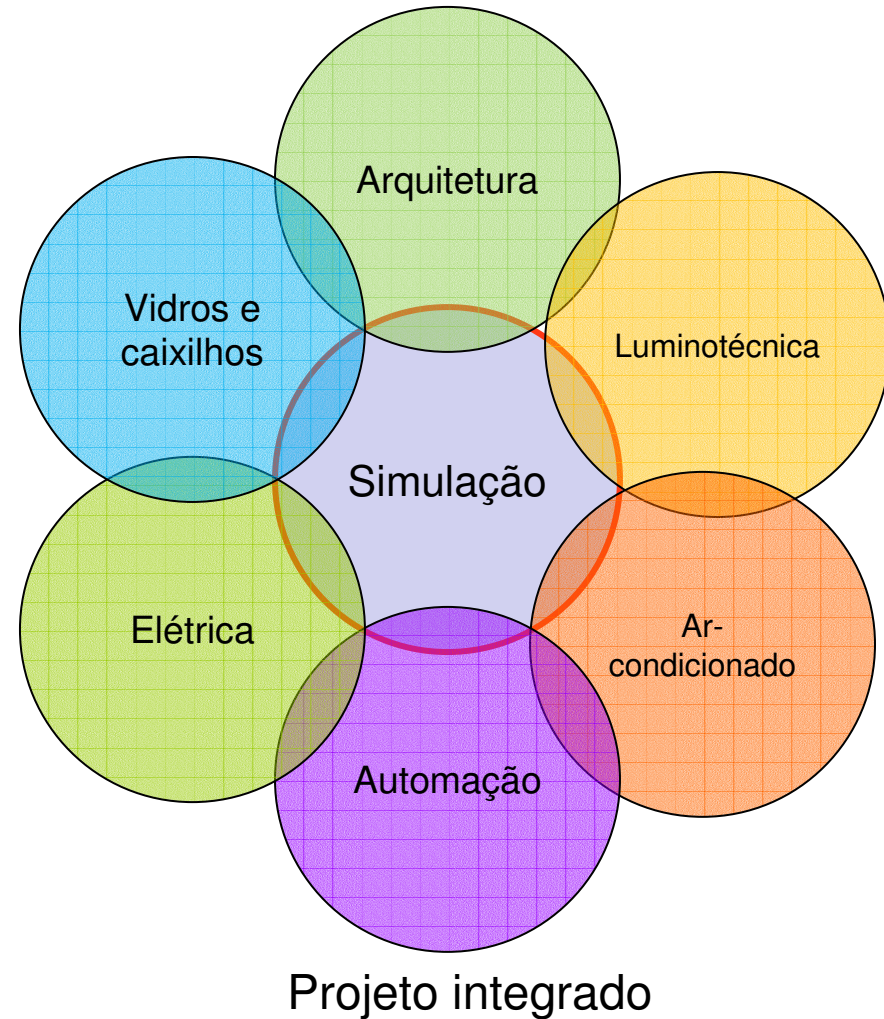 Arquitetura
Vidros e
caixilhos
Luminotécnica
Simulação
Elétrica
Ar-
condicionado
Automação
Projeto integrado